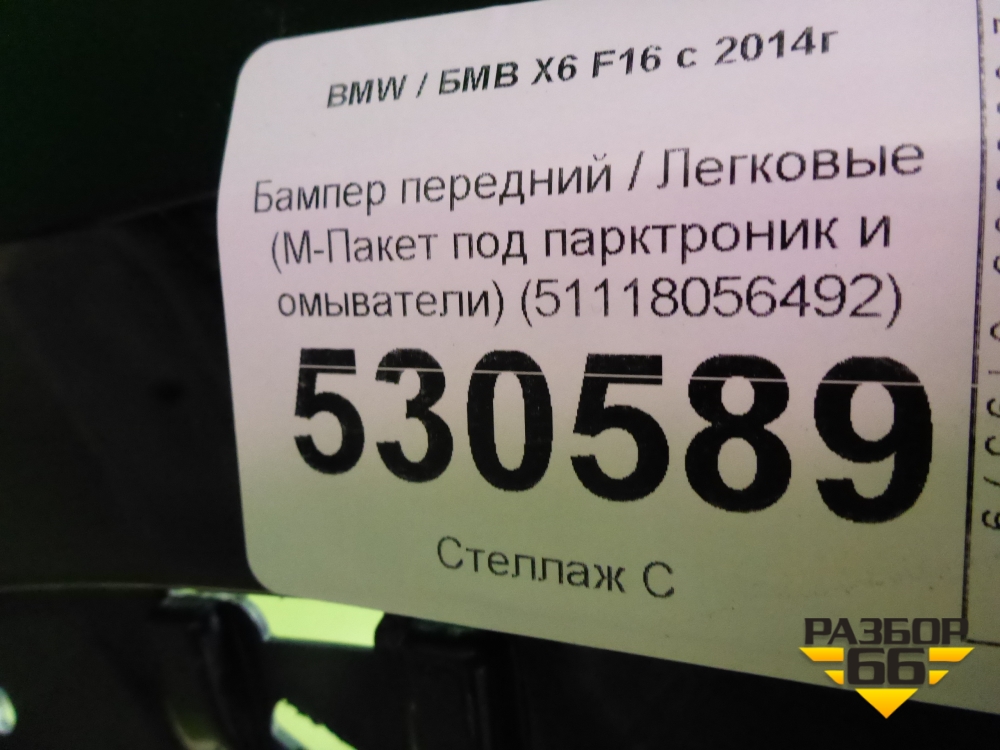 BMW / БМВ X6 F16 с 2014г
Бампер передний / Легковые
(М-Пакет под парктроник и
омыватели) (51118056492)
530589
Стеллаж С
РАЗБОР
66